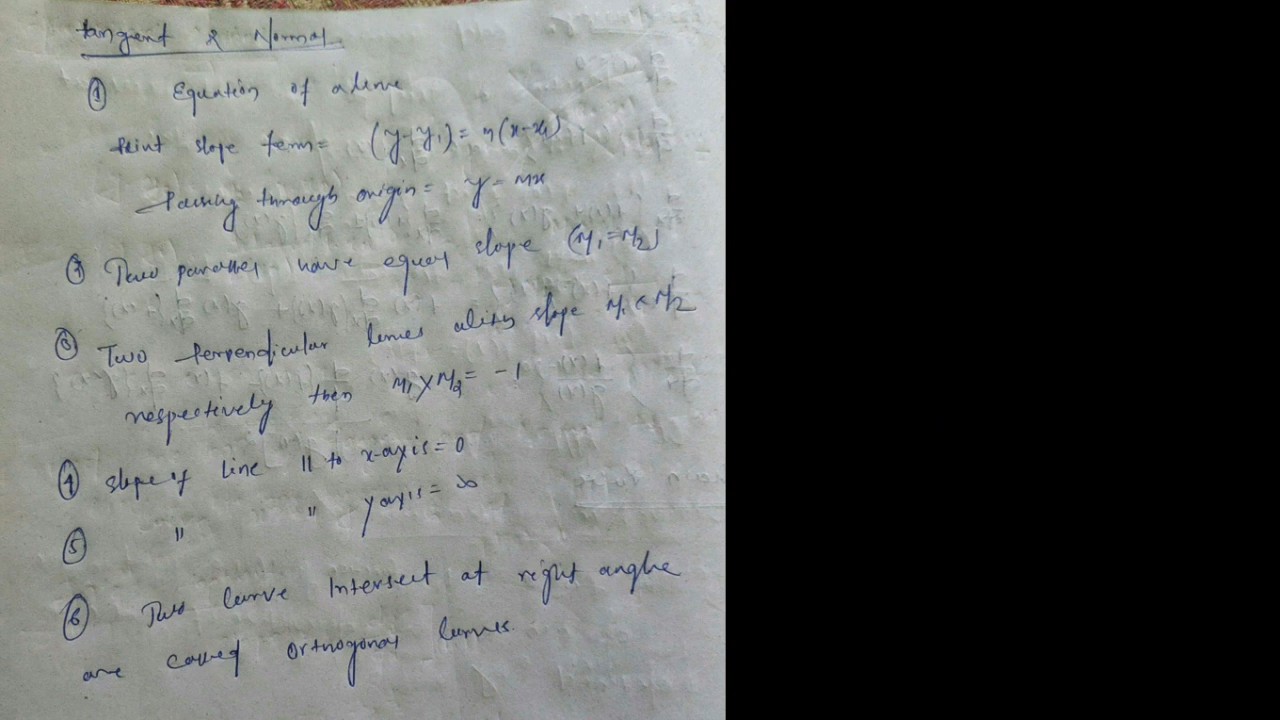 tangent & Normal
① Equation of a line
Point slope form = (y-y₁) = m(x-x₁)
Passing through origin = y = mx
② Two parallel have equal slope (M₁ = M₂)
③ Two perpendicular lines slope M₁ & M₂
respectively then M₁ × M₂ = -1
④ slope of line || to x-axis = 0
⑤ " " y axis = ∞
⑥ Two curve Intersect at right anghe
are called orthogonal curves.